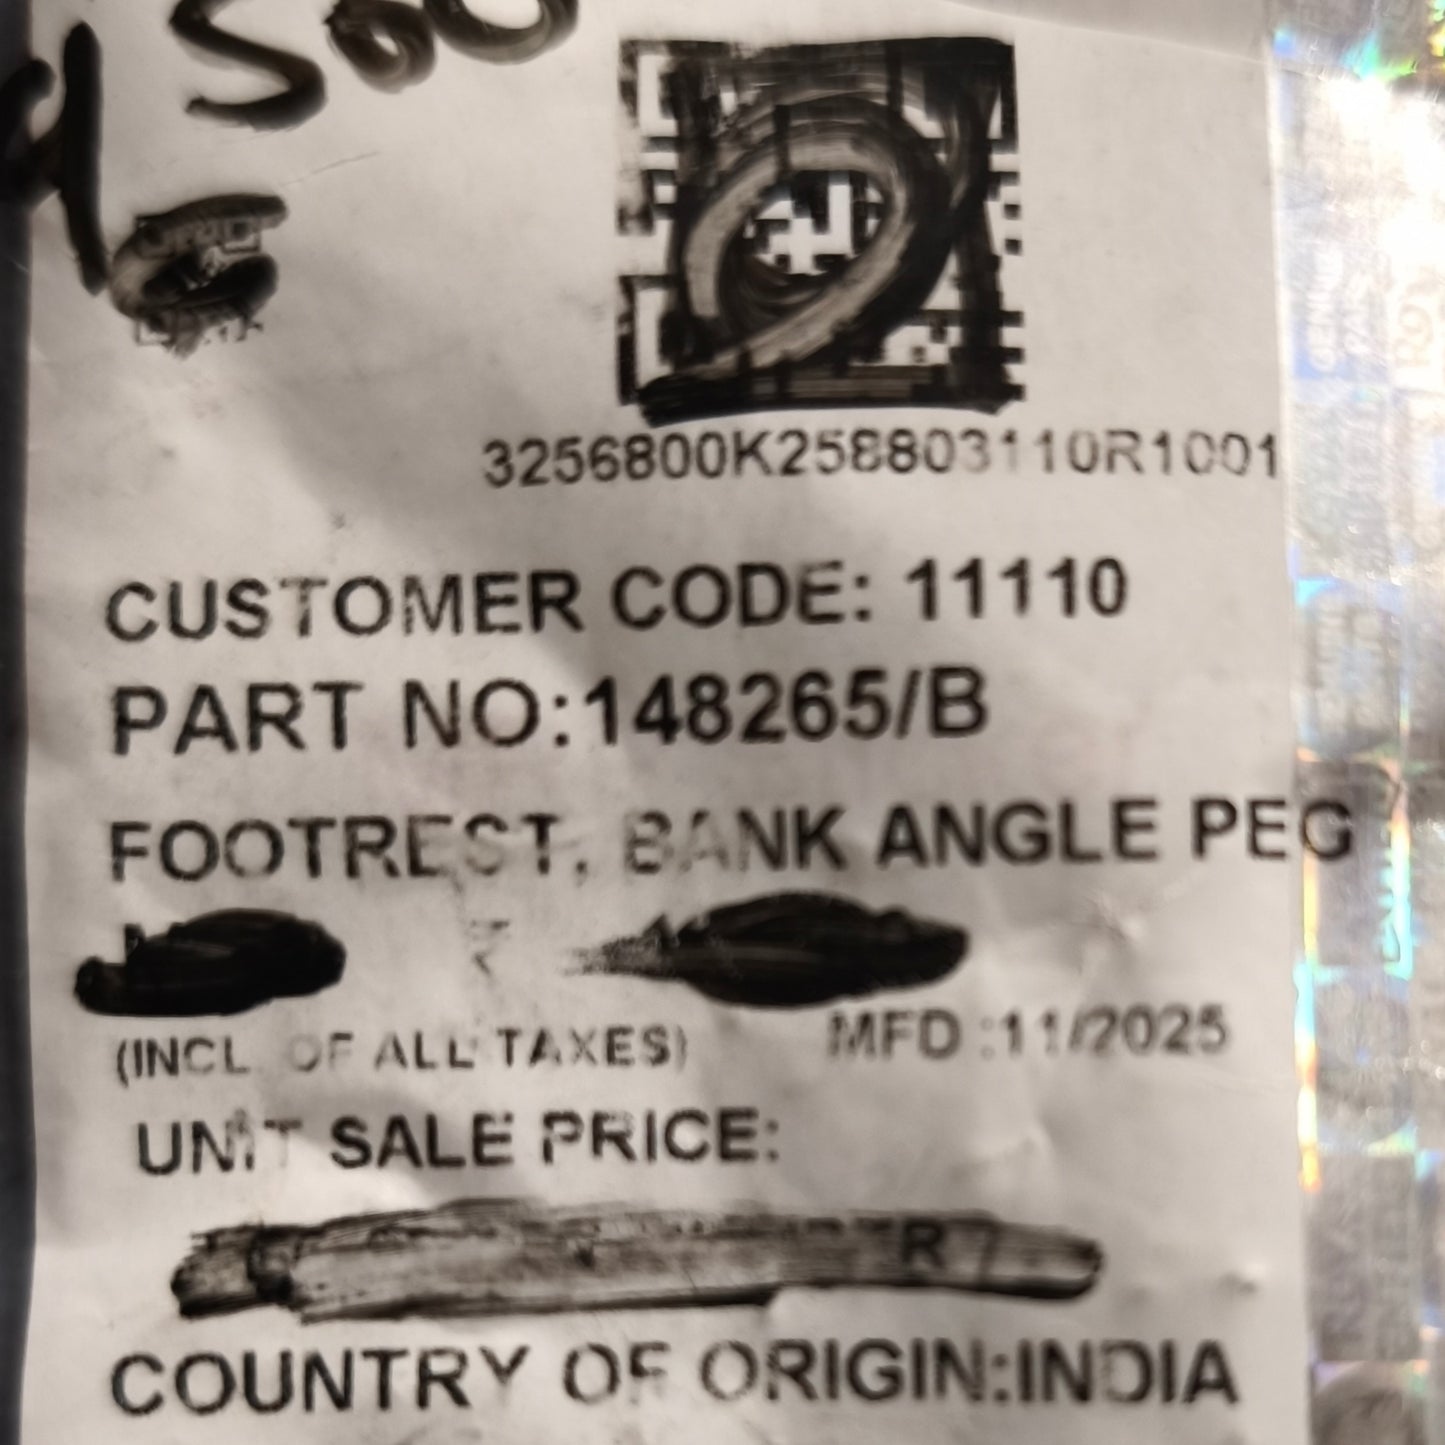 4500
3256800K258803110R1001
CUSTOMER CODE: 11110
PART NO:148265/B
FOOTREST, BANK ANGLE PEG
₹
(INCL. OF ALL TAXES) MFD :11/2025
UNIT SALE PRICE:
R
COUNTRY OF ORIGIN:INDIA